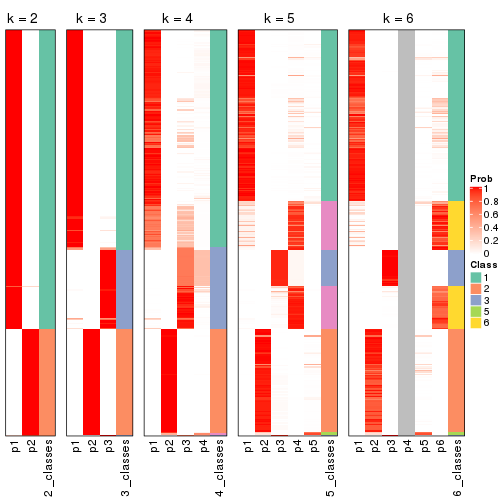 k = 2
k = 3
k = 4
k = 5
k = 6
Prob
1
0.8
0.6
0.4
0.2
0
Class
1
2
3
5
6
p1
p2
2_classes
p1
p2
p3
3_classes
p1
p2
p3
p4
4_classes
p1
p2
p3
p4
p5
5_classes
p1
p2
p3
p4
p5
p6
6_classes